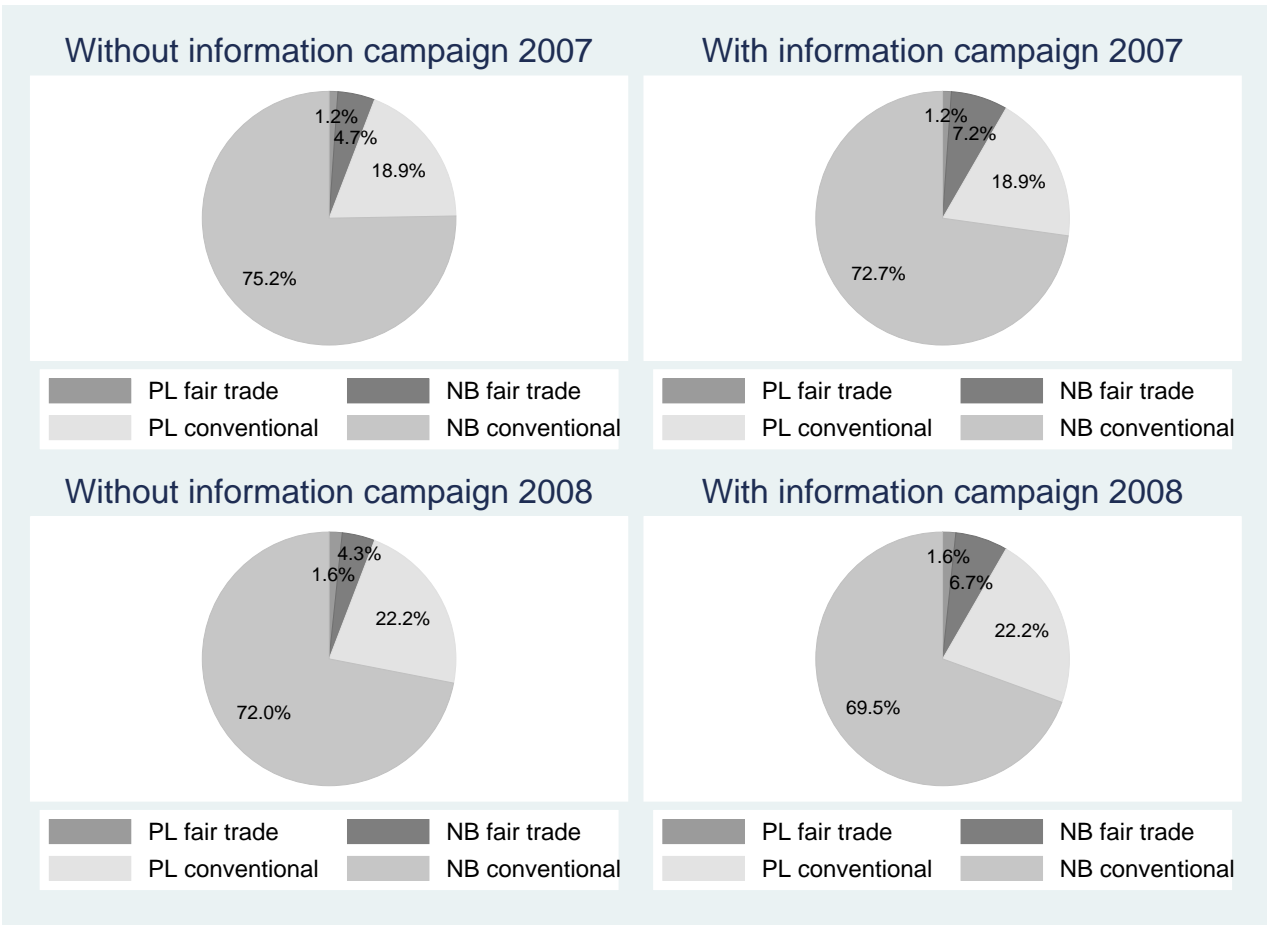 Without information campaign 2007
1.2%
4.7%
18.9%
75.2%
PL fair trade NB fair trade
PL conventional NB conventional
With information campaign 2007
1.2%
7.2%
18.9%
72.7%
PL fair trade NB fair trade
PL conventional NB conventional
Without information campaign 2008
4.3%
1.6%
22.2%
72.0%
PL fair trade NB fair trade
PL conventional NB conventional
With information campaign 2008
1.6%
6.7%
22.2%
69.5%
PL fair trade NB fair trade
PL conventional NB conventional